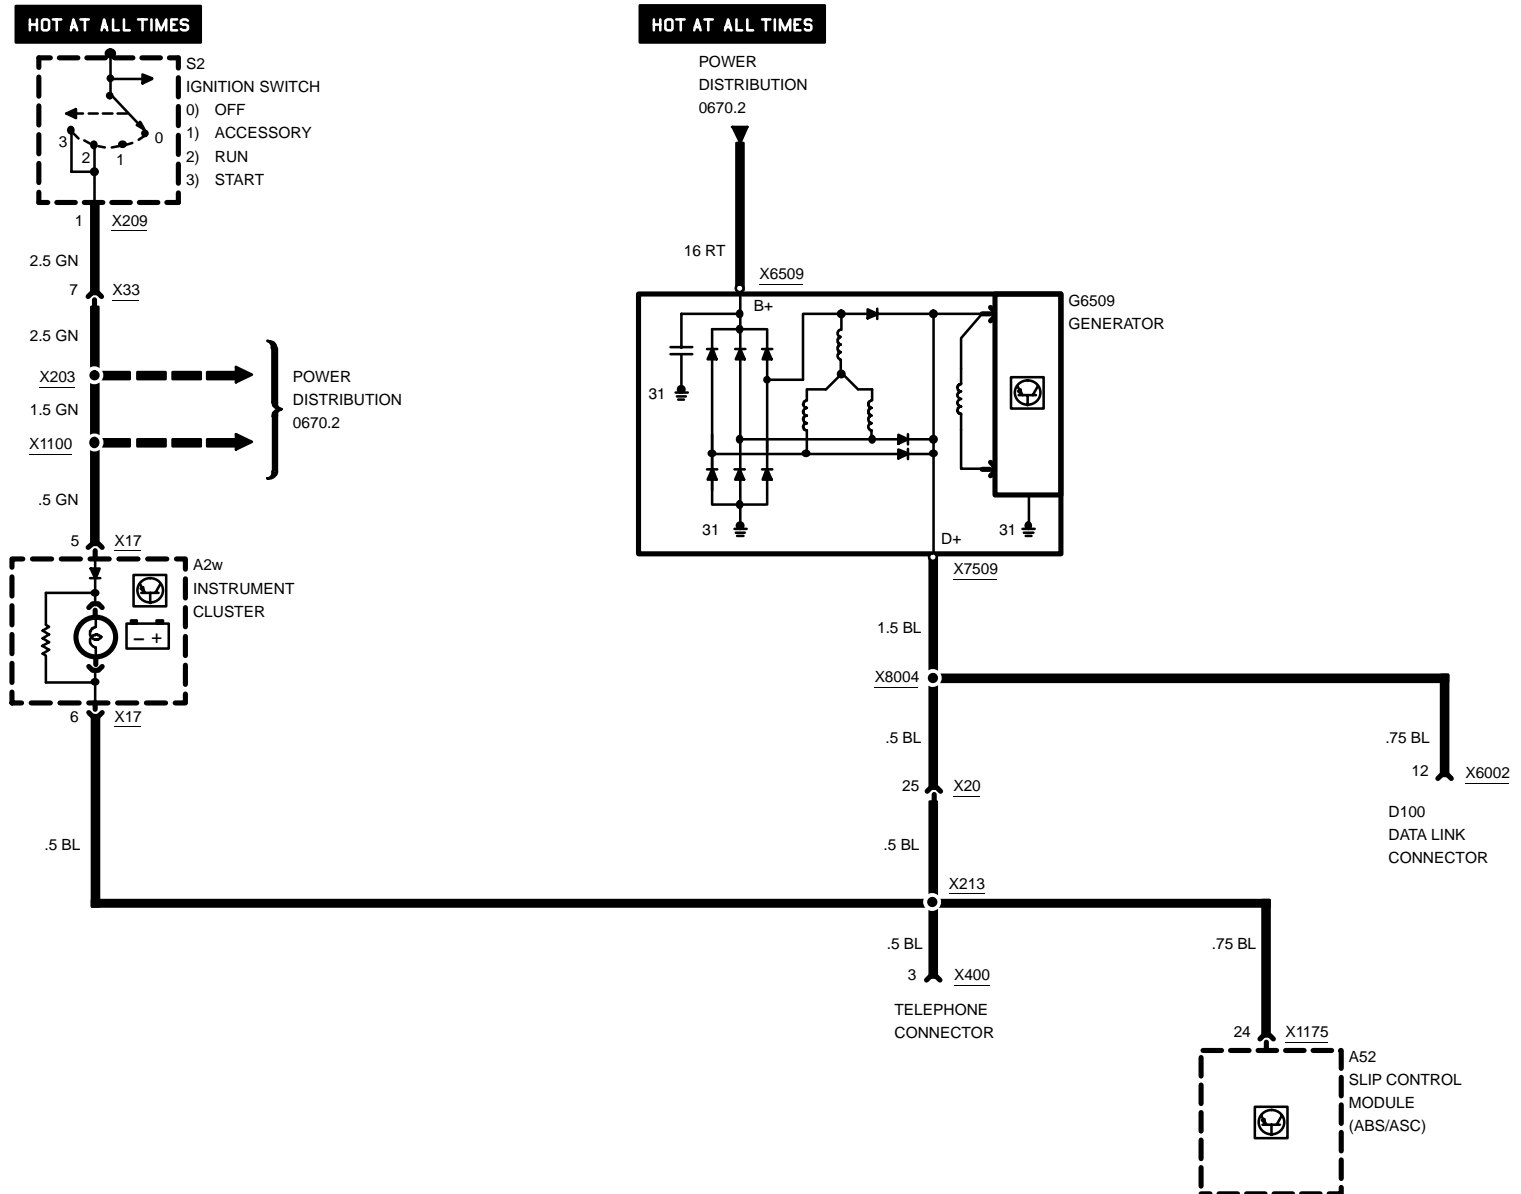 HOT AT ALL TIMES
S2
IGNITION SWITCH
0) OFF
1) ACCESSORY
2) RUN
3) START
3
2
1
0
1 X209
2.5 GN
7 X33
2.5 GN
X203
1.5 GN
X1100
POWER
DISTRIBUTION
0670.2
.5 GN
5 X17
A2w
INSTRUMENT
CLUSTER
– +
6 X17
.5 BL
HOT AT ALL TIMES
POWER
DISTRIBUTION
0670.2
16 RT
X6509
B+
G6509
GENERATOR
31
31
31
D+
X7509
1.5 BL
X8004
.5 BL
25 X20
.5 BL
X213
.5 BL
3 X400
TELEPHONE
CONNECTOR
.75 BL
12 X6002
D100
DATA LINK
CONNECTOR
.75 BL
24 X1175
A52
SLIP CONTROL
MODULE
(ABS/ASC)